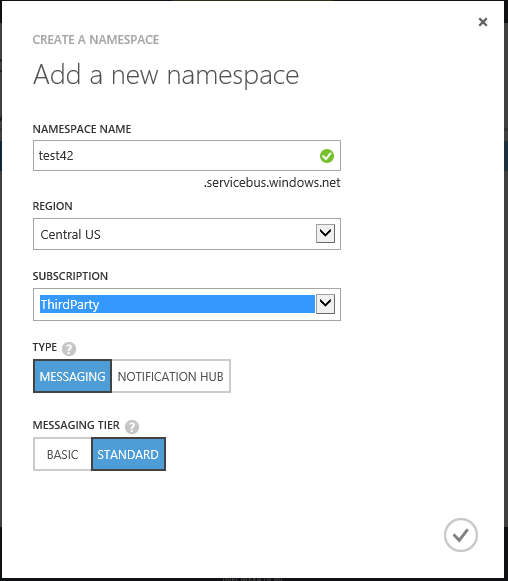 CREATE A NAMESPACE
Add a new namespace
NAMESPACE NAME
test42
.servicebus.windows.net
REGION
Central US
SUBSCRIPTION
ThirdParty
TYPE ?
MESSAGING NOTIFICATION HUB
MESSAGING TIER ?
BASIC STANDARD